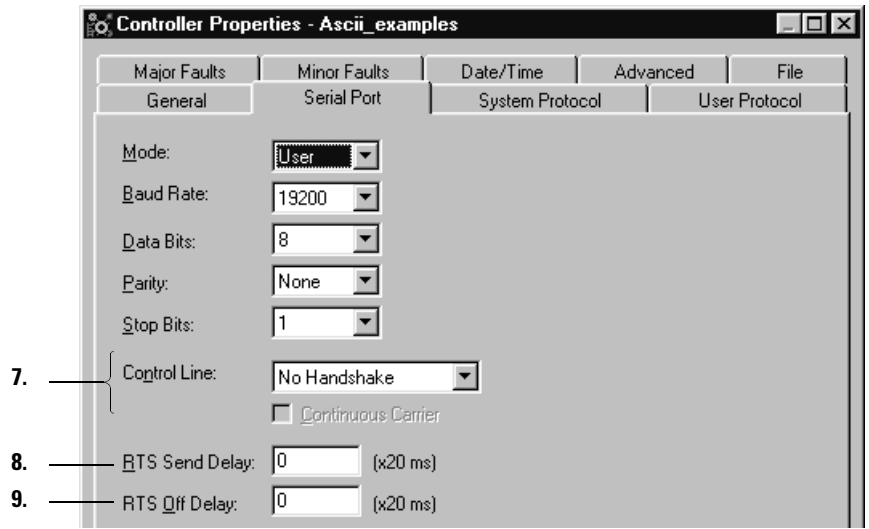 Controller Properties - Ascii_examples
Major Faults Minor Faults Date/Time Advanced File
General Serial Port System Protocol User Protocol
Mode: User
Baud Rate: 19200
Data Bits: 8
Parity: None
Stop Bits: 1
7. Control Line: No Handshake
Continuous Carrier
8. RTS Send Delay: 0 (x20 ms)
9. RTS Off Delay: 0 (x20 ms)